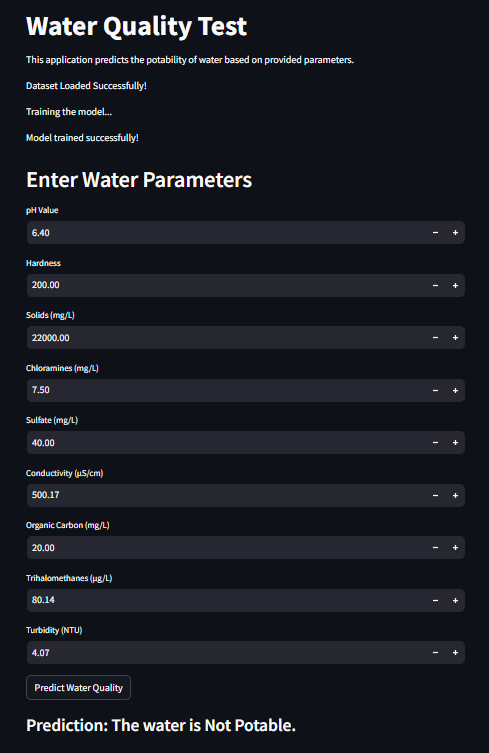 Water Quality Test
This application predicts the potability of water based on provided parameters.
Dataset Loaded Successfully!
Training the model...
Model trained successfully!
Enter Water Parameters
pH Value
6.40
Hardness
200.00
Solids (mg/L)
22000.00
Chloramines (mg/L)
7.50
Sulfate (mg/L)
40.00
Conductivity (μS/cm)
500.17
Organic Carbon (mg/L)
20.00
Trihalomethanes (μg/L)
80.14
Turbidity (NTU)
4.07
Predict Water Quality
Prediction: The water is Not Potable.